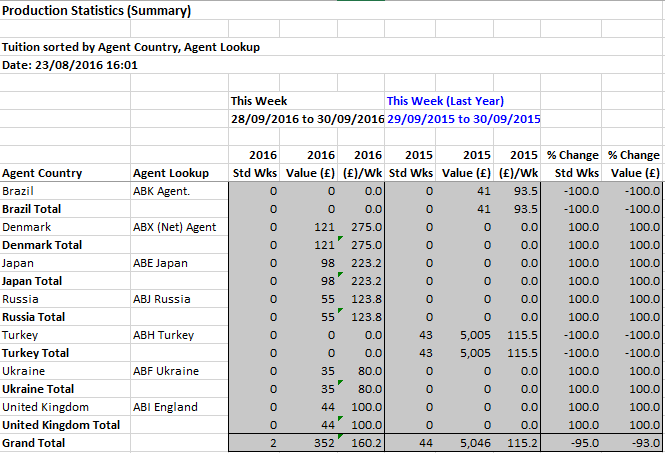 Production Statistics (Summary)
Tuition sorted by Agent Country, Agent Lookup
Date: 23/08/2016 16:01
This Week This Week (Last Year)
28/09/2016 to 30/09/2016 29/09/2015 to 30/09/2015
2016 2016 2016 2015 2015 2015 % Change % Change
Agent Country Agent Lookup Std Wks Value (£) (£)/Wk Std Wks Value (£) (£)/Wk Std Wks Value (£)
Brazil ABK Agent. 0 0 0.0 0 41 93.5 -100.0 -100.0
Brazil Total 0 0 0.0 0 41 93.5 -100.0 -100.0
Denmark ABX (Net) Agent 0 121 275.0 0 0 0.0 100.0 100.0
Denmark Total 0 121 275.0 0 0 0.0 100.0 100.0
Japan ABE Japan 0 98 223.2 0 0 0.0 100.0 100.0
Japan Total 0 98 223.2 0 0 0.0 100.0 100.0
Russia ABJ Russia 0 55 123.8 0 0 0.0 100.0 100.0
Russia Total 0 55 123.8 0 0 0.0 100.0 100.0
Turkey ABH Turkey 0 0 0.0 43 5,005 115.5 -100.0 -100.0
Turkey Total 0 0 0.0 43 5,005 115.5 -100.0 -100.0
Ukraine ABF Ukraine 0 35 80.0 0 0 0.0 100.0 100.0
Ukraine Total 0 35 80.0 0 0 0.0 100.0 100.0
United Kingdom ABI England 0 44 100.0 0 0 0.0 100.0 100.0
United Kingdom Total 0 44 100.0 0 0 0.0 100.0 100.0
Grand Total 2 352 160.2 44 5,046 115.2 -95.0 -93.0